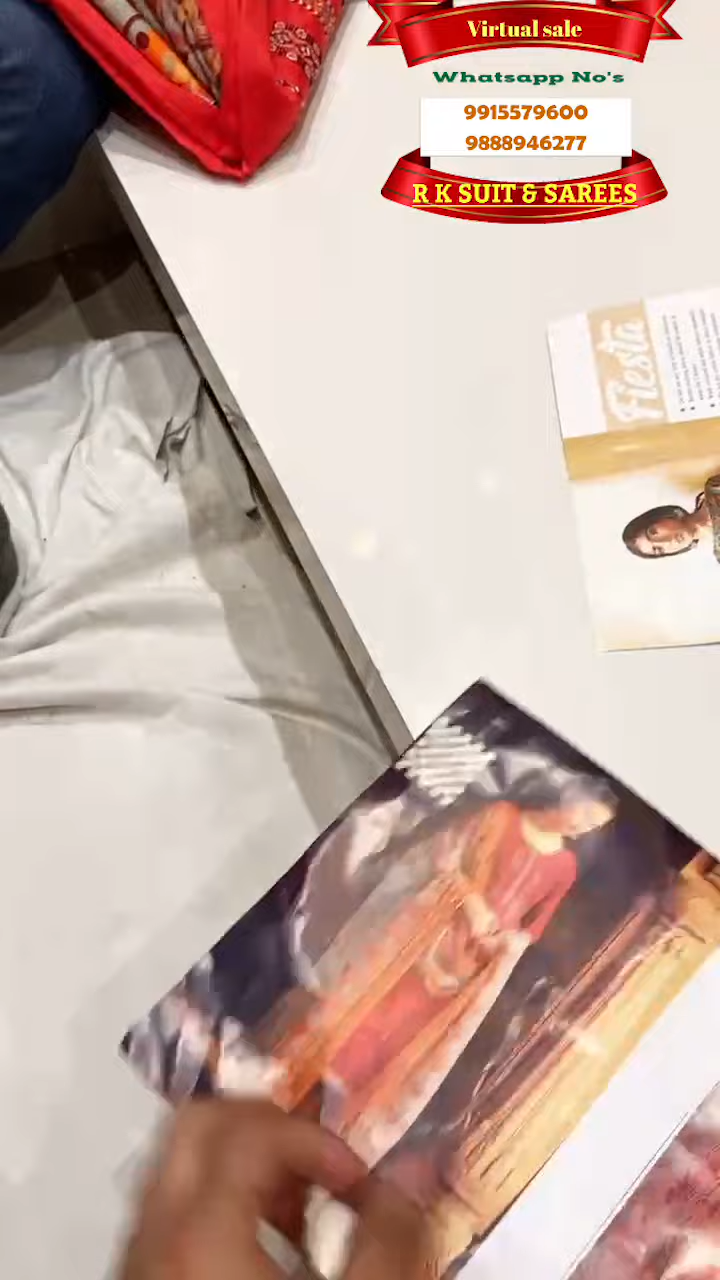 Virtual sale
Whatsapp No's
9915579600
9888946277
R K SUIT & SAREES
Fiesta